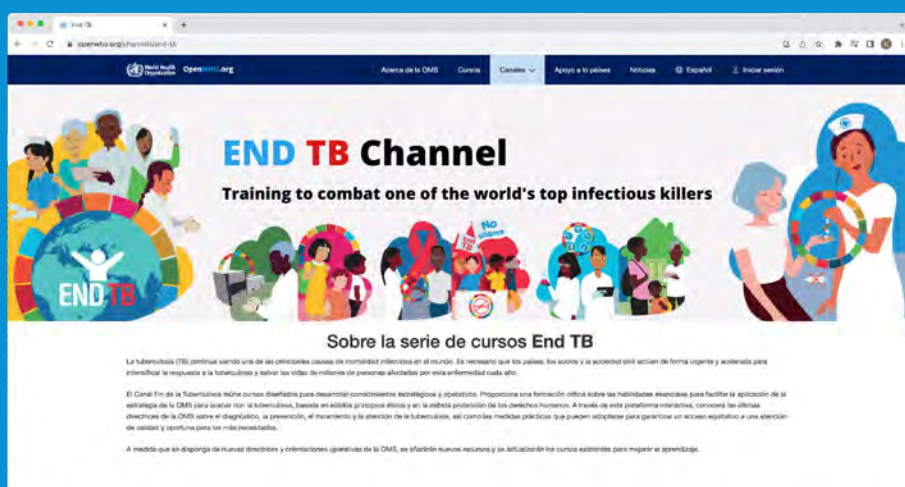 End TB
openwho.org/channels/end-tb
World Health Organization
OpenWHO.org
Acerca de la OMS Cursos Canales Apoyo a lo países Noticias Español Iniciar sesión
END TB Channel
Training to combat one of the world's top infectious killers
No stigma
END TB
END TB
Sobre la serie de cursos End TB
La tuberculosis (TB) continúa siendo una de las principales causas de mortalidad infecciosa en el mundo. Es necesario que los países, los socios y la sociedad civil actúen de forma urgente y acelerada para
intensificar la respuesta a la tuberculosis y salvar las vidas de millones de personas afectadas por esta enfermedad cada año.
El Canal Fin de la Tuberculosis reúne cursos diseñados para desarrollar conocimientos estratégicos y operativos. Proporciona una formación crítica sobre las habilidades esenciales para facilitar la aplicación de la
estrategia de la OMS para acabar con la tuberculosis, basada en sólidos principios éticos y en la debida protección de los derechos humanos. A través de esta plataforma interactiva, conocerá las últimas
directrices de la OMS sobre el diagnóstico, la prevención, el tratamiento y la atención de la tuberculosis, así como las medidas prácticas que pueden adoptarse para garantizar un acceso equitativo a una atención
de calidad y oportuna para los más necesitados.
A medida que se disponga de nuevas directrices y orientaciones operativas de la OMS, se añadirán nuevos recursos y se actualizarán los cursos existentes para mejorar el aprendizaje.